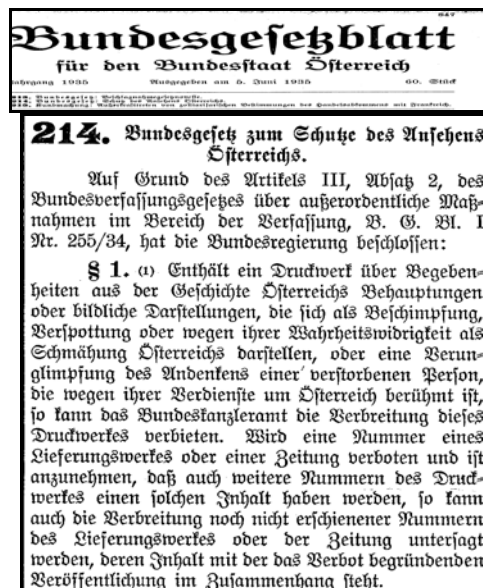 647
Bundesgesetzblatt
für den Bundesstaat Österreich
Jahrgang 1935 Ausgegeben am 5. Juni 1935 60. Stück
214. Bundesgesetz zum Schutze des Ansehens
Österreichs.
Auf Grund des Artikels III, Absatz 2, des
Bundesverfassungsgesetzes über außerordentliche Maß-
nahmen im Bereich der Verfassung, B. G. Bl. I
Nr. 255/34, hat die Bundesregierung beschlossen:
§ 1. (1) Enthält ein Druckwerk über Begeben-
heiten aus der Geschichte Österreichs Behauptungen
oder bildliche Darstellungen, die sich als Beschimpfung,
Verspottung oder wegen ihrer Wahrheitswidrigkeit als
Schmähung Österreichs darstellen, oder eine Verun-
glimpfung des Andenkens einer verstorbenen Person,
die wegen ihrer Verdienste um Österreich berühmt ist,
so kann das Bundeskanzleramt die Verbreitung dieses
Druckwerkes verbieten. Wird eine Nummer eines
Lieferungswerkes oder einer Zeitung verboten und ist
anzunehmen, daß auch weitere Nummern des Druck-
werkes einen solchen Inhalt haben werden, so kann
auch die Verbreitung noch nicht erschienener Nummern
des Lieferungswerkes oder der Zeitung untersagt
werden, deren Inhalt mit der das Verbot begründenden
Veröffentlichung im Zusammenhang steht.